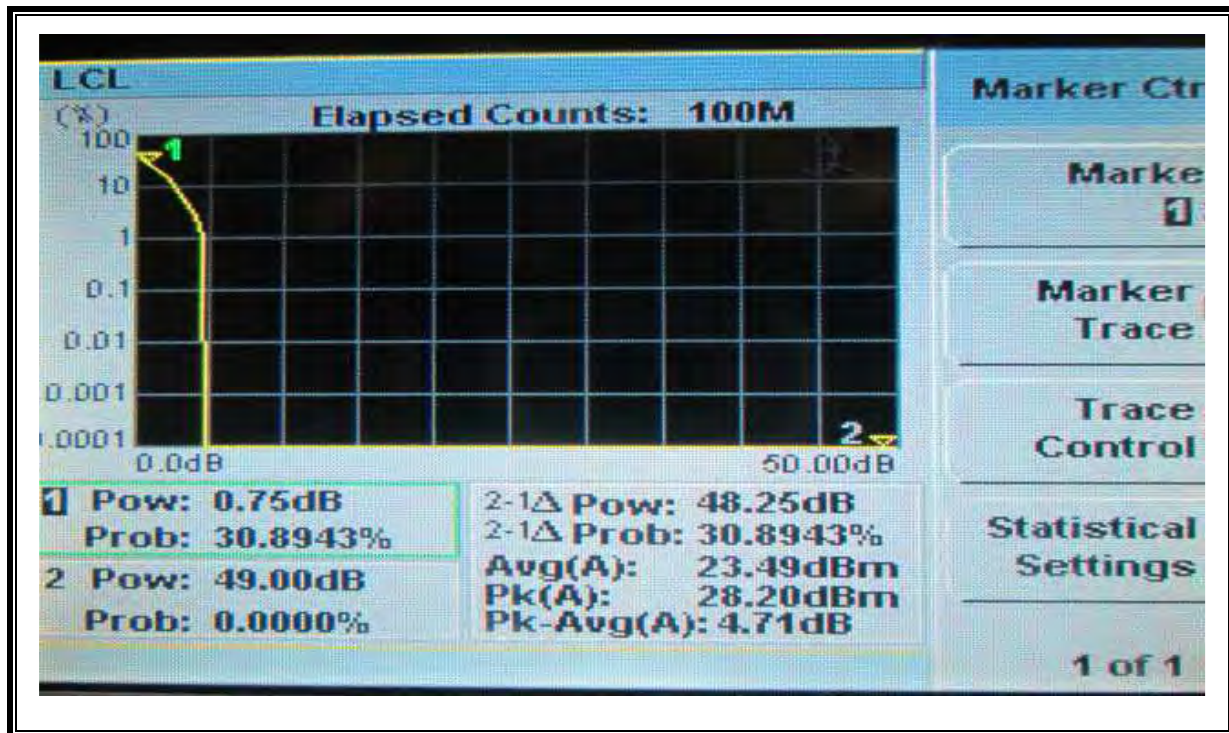 LCL
(%)
Elapsed Counts: 100M
100
1
10
1
0.1
0.01
0.001
.0001
2
0.0dB
50.00dB
1 Pow: 0.75dB
Prob: 30.8943%
2 Pow: 49.00dB
Prob: 0.0000%
2-1Δ Pow: 48.25dB
2-1Δ Prob: 30.8943%
Avg(A): 23.49dBm
Pk(A): 28.20dBm
Pk-Avg(A): 4.71dB
Marker Ctr
Marke
1
Marker
Trace
Trace
Control
Statistical
Settings
1 of 1